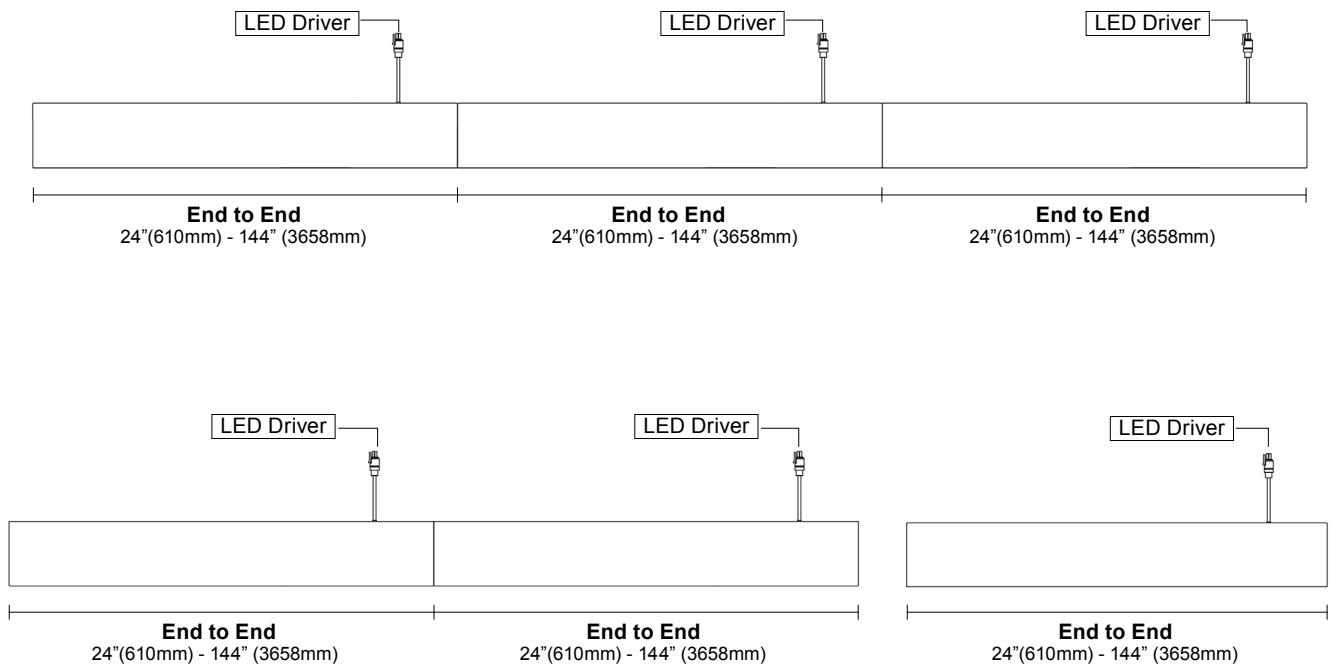 LED Driver
LED Driver
LED Driver
End to End
24”(610mm) - 144” (3658mm)
End to End
24”(610mm) - 144” (3658mm)
End to End
24”(610mm) - 144” (3658mm)
LED Driver
LED Driver
LED Driver
End to End
24”(610mm) - 144” (3658mm)
End to End
24”(610mm) - 144” (3658mm)
End to End
24”(610mm) - 144” (3658mm)